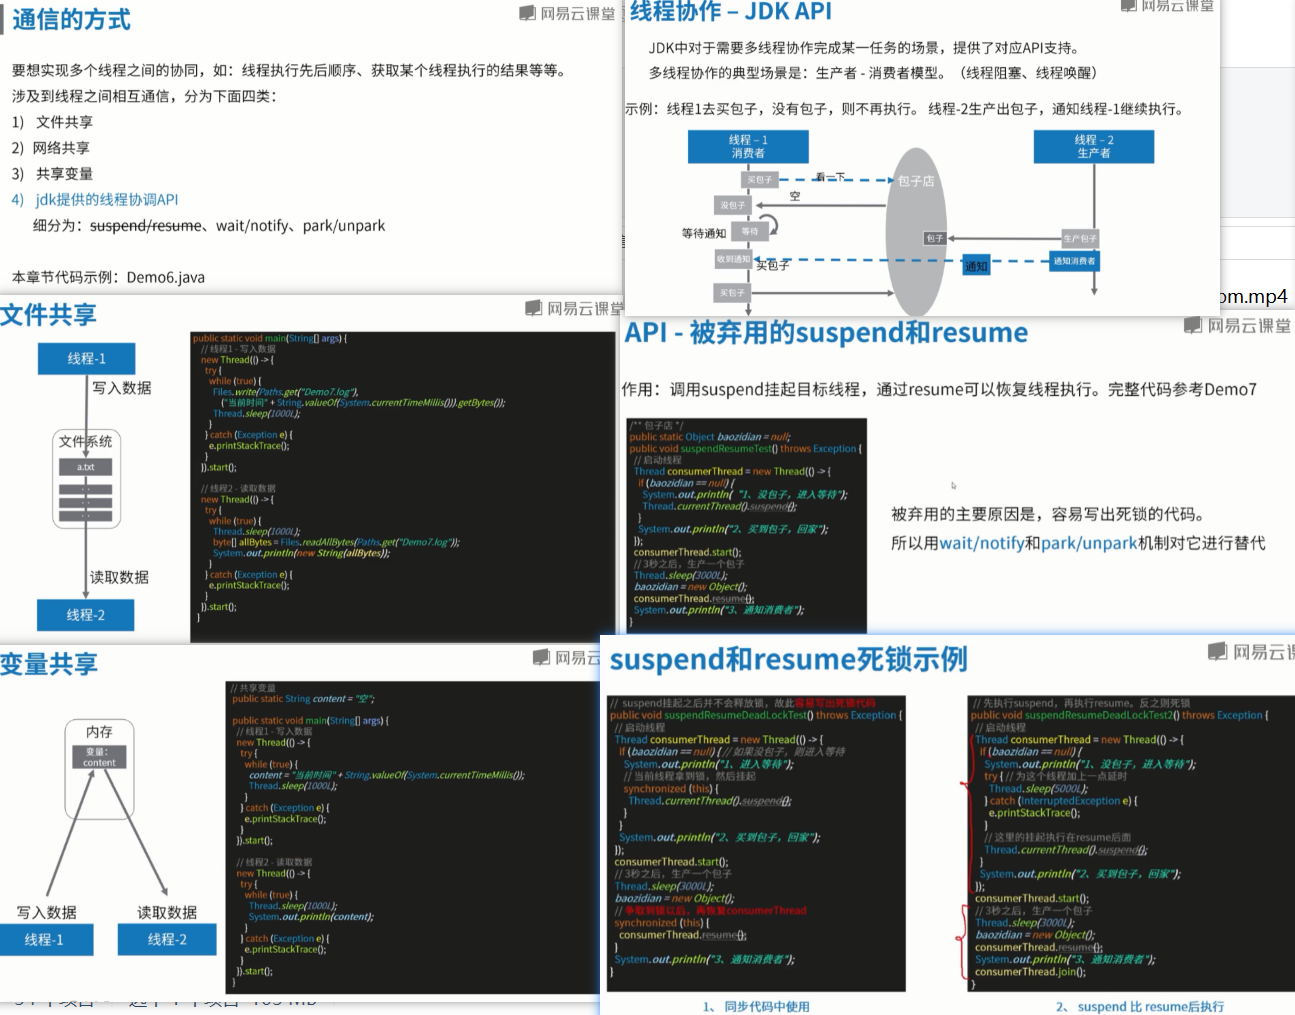 通信的方式
网易云课堂
要想实现多个线程之间的协同，如：线程执行先后顺序、获取某个线程执行的结果等等。
涉及到线程之间相互通信，分为下面四类：
1) 文件共享
2) 网络共享
3) 共享变量
4) jdk提供的线程协调API
细分为：suspend/resume、wait/notify、park/unpark
本章节代码示例：Demo6.java
线程协作 – JDK API
网易云课堂
JDK中对于需要多线程协作完成某一任务的场景，提供了对应API支持。
多线程协作的典型场景是：生产者 - 消费者模型。（线程阻塞、线程唤醒）
示例：线程1去买包子，没有包子，则不再执行。 线程-2生产出包子，通知线程-1继续执行。
线程 – 1
消费者
线程 – 2
生产者
买包子
看一下
包子店
空
没包子
等待通知
等待
包子
生产包子
收到通知
买包子
通知
通知消费者
买包子
om.mp4
文件共享
网易云课堂
线程-1
写入数据
文件系统
a.txt
读取数据
线程-2
public static void main(String[] args) {
// 线程1 - 写入数据
new Thread(() -> {
try {
while (true) {
Files.write(Paths.get("Demo7.log"),
("当前时间" + String.valueOf(System.currentTimeMillis())).getBytes());
Thread.sleep(1000L);
}
} catch (Exception e) {
e.printStackTrace();
}
}).start();
// 线程2 - 读取数据
new Thread(() -> {
try {
while (true) {
Thread.sleep(1000L);
byte[] allBytes = Files.readAllBytes(Paths.get("Demo7.log"));
System.out.println(new String(allBytes));
}
} catch (Exception e) {
e.printStackTrace();
}
}).start();
}
API - 被弃用的suspend和resume
网易云课堂
作用：调用suspend挂起目标线程，通过resume可以恢复线程执行。完整代码参考Demo7
/** 包子店 */
public static Object baozidian = null;
public void suspendResumeTest() throws Exception {
// 启动线程
Thread consumerThread = new Thread(() -> {
if (baozidian == null) {
System.out.println( "1、没包子，进入等待");
Thread.currentThread().suspend();
}
System.out.println("2、买到包子，回家");
});
consumerThread.start();
// 3秒之后，生产一个包子
Thread.sleep(3000L);
baozidian = new Object();
consumerThread.resume();
System.out.println("3、通知消费者");
}
被弃用的主要原因是，容易写出死锁的代码。
所以用wait/notify和park/unpark机制对它进行替代
变量共享
网易云
内存
变量:
content
写入数据
读取数据
线程-1
线程-2
// 共享变量
public static String content = "空";
public static void main(String[] args) {
// 线程1 - 写入数据
new Thread(() -> {
try {
while (true) {
content = "当前时间" + String.valueOf(System.currentTimeMillis());
Thread.sleep(1000L);
}
} catch (Exception e) {
e.printStackTrace();
}
}).start();
// 线程2 - 读取数据
new Thread(() -> {
try {
while (true) {
Thread.sleep(1000L);
System.out.println(content);
}
} catch (Exception e) {
e.printStackTrace();
}
}).start();
}
suspend和resume死锁示例
网易云课
// suspend挂起之后并不会释放锁，故此容易写出死锁代码
public void suspendResumeDeadLockTest() throws Exception {
// 启动线程
Thread consumerThread = new Thread(() -> {
if (baozidian == null) { // 如果没包子，则进入等待
System.out.println("1、进入等待");
// 当前线程拿到锁，然后挂起
synchronized (this) {
Thread.currentThread().suspend();
}
}
System.out.println("2、买到包子，回家");
});
consumerThread.start();
// 3秒之后，生产一个包子
Thread.sleep(3000L);
baozidian = new Object();
// 争取到锁以后，再恢复consumerThread
synchronized (this) {
consumerThread.resume();
}
System.out.println("3、通知消费者");
}
1、 同步代码中使用
// 先执行suspend，再执行resume。反之则死锁
public void suspendResumeDeadLockTest2() throws Exception {
// 启动线程
Thread consumerThread = new Thread(() -> {
if (baozidian == null) {
System.out.println("1、没包子，进入等待");
try { // 为这个线程加上一点延时
Thread.sleep(5000L);
} catch (InterruptedException e) {
e.printStackTrace();
}
// 这里的挂起执行在resume后面
Thread.currentThread().suspend();
}
System.out.println("2、买到包子，回家");
});
consumerThread.start();
// 3秒之后，生产一个包子
Thread.sleep(3000L);
baozidian = new Object();
consumerThread.resume();
System.out.println("3、通知消费者");
consumerThread.join();
}
2、 suspend 比 resume后执行